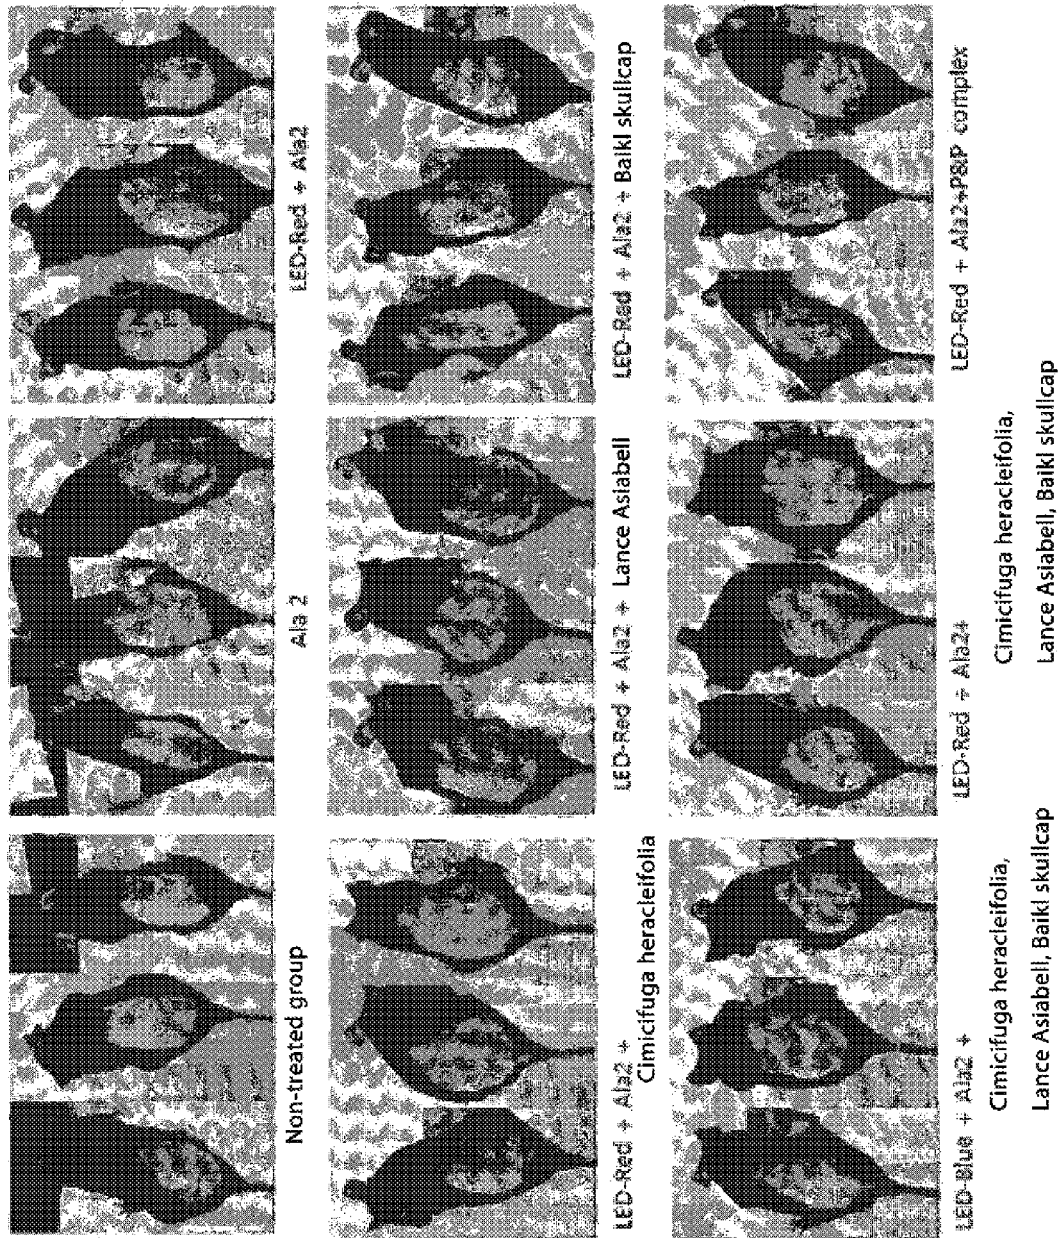 Non-treated group
Ala 2
LED-Red + Ala2
LED-Red + Ala2 +
Cimicifuga heracleifolia
LED-Red + Ala2 + Lance Asiabell
LED-Red + Ala2 + Baikl skullcap
LED-Blue + Ala2 +
Cimicifuga heracleifolia,
Lance Asiabell, Baikl skullcap
LED-Red + Ala2+
Cimicifuga heracleifolia,
Lance Asiabell, Baikl skullcap
LED-Red + Ala2+P&P complex